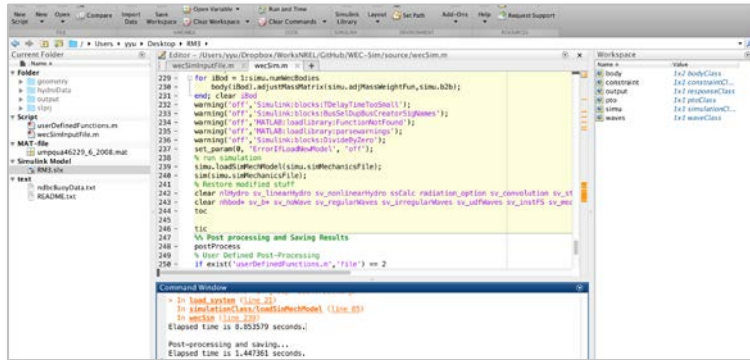 New Script
New
Open
Compare
Import Data
Save Workspace
Open Variable
Clear Workspace
Run and Time
Clear Commands
Simulink Library
Layout
Set Path
Add-Ons
Help
Request Support
FILE
VARIABLE
CODE
SIMULINK
ENVIRONMENT
RESOURCES
/ Users yyu Desktop RM3
Current Folder
Name
Folder
geometry
hydroData
output
slprj
Script
userDefinedFunctions.m
wecSimInputFile.m
MAT-file
umpqua46229_6_2008.mat
Simulink Model
RM3.slx
text
ndbcBuoyData.txt
README.txt
Editor - /Users/yyu/Dropbox/WorksNREL/GitHUB/WEC-Sim/source/wecSim.m
wecSimInputFile.m
wecSim.m
229 - for iBod = 1:simu.numWecBodies
230 - body(iBod).adjustMassMatrix(simu.adjMassWeightFun,simu.b2b);
231 - end; clear iBod
232 - warning('off','Simulink:blocks:TDelayTimeTooSmall');
233 - warning('off','Simulink:blocks:BusSelDupBusCreatorSigNames');
234 - warning('off','MATLAB:loadlibrary:FunctionNotFound');
235 - warning('off','MATLAB:loadlibrary:parsewarnings');
236 - warning('off','Simulink:blocks:DivideByZero');
237 - set_param(0, 'ErrorIfLoadNewModel', 'off');
238 % run simulation
239 - simu.loadSimMechModel(simu.simMechanicsFile);
240 - sim(simu.simMechanicsFile);
241 % Restore modified stuff
242 - clear nlHydro sv_linearHydro sv_nonlinearHydro ssCalc radiation_option sv_convolution sv_st
243 - clear nhbod* sv_b* sv_noWave sv_regularWaves sv_irregularWaves sv_udfWaves sv_instFS sv_mea
244 - toc
245
246 - tic
247 %% Post processing and Saving Results
248 - postProcess
249 % User Defined Post-Processing
250 - if exist('userDefinedFunctions.m','file') == 2
Command Window
> In load_system (line 21)
In simulationClass/loadSimMechModel (line 85)
In wecSim (line 239)
Elapsed time is 8.853579 seconds.
Post-processing and saving...
Elapsed time is 1.447361 seconds.
Workspace
Name Value
body 1x2 bodyClass
constraint 1x1 constraintCl...
output 1x1 responseClass
pto 1x1 ptoClass
simu 1x1 simulationCl...
waves 1x1 waveClass